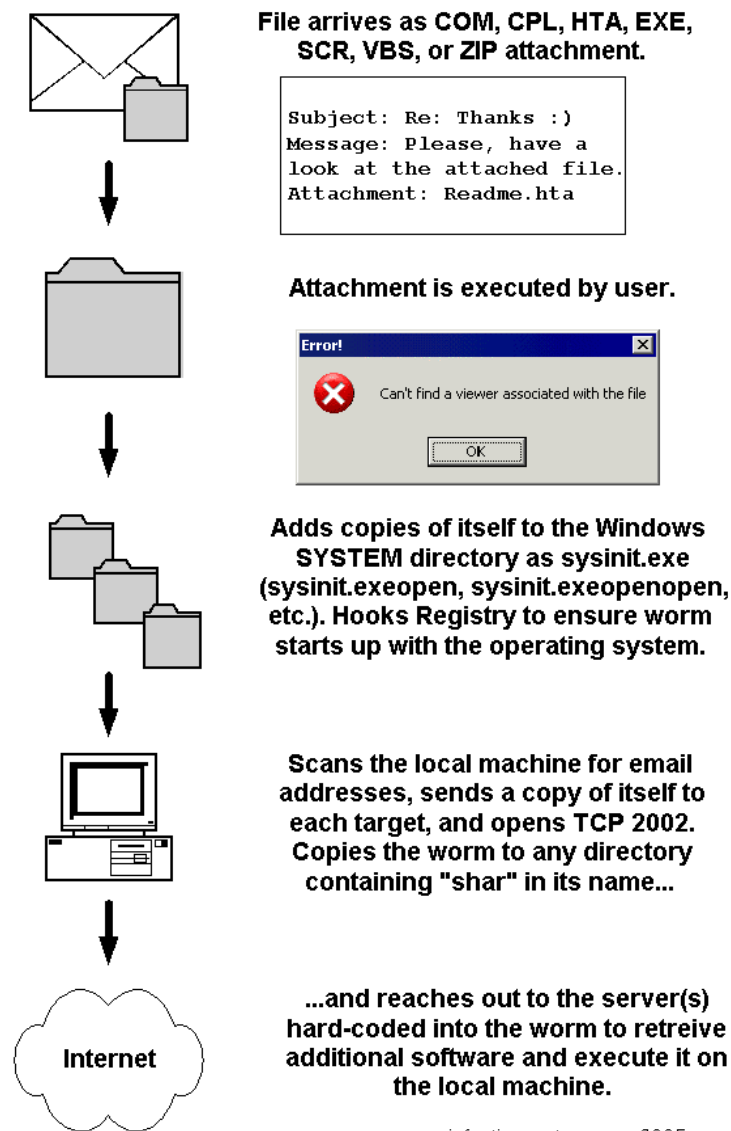 File arrives as COM, CPL, HTA, EXE,
SCR, VBS, or ZIP attachment.
Subject: Re: Thanks :)
Message: Please, have a
look at the attached file.
Attachment: Readme.hta
Attachment is executed by user.
Error!
Can't find a viewer associated with the file
OK
Adds copies of itself to the Windows
SYSTEM directory as sysinit.exe
(sysinit.exeopen, sysinit.exeopenopen,
etc.). Hooks Registry to ensure worm
starts up with the operating system.
Scans the local machine for email
addresses, sends a copy of itself to
each target, and opens TCP 2002.
Copies the worm to any directory
containing "shar" in its name...
...and reaches out to the server(s)
hard-coded into the worm to retreive
additional software and execute it on
the local machine.
Internet